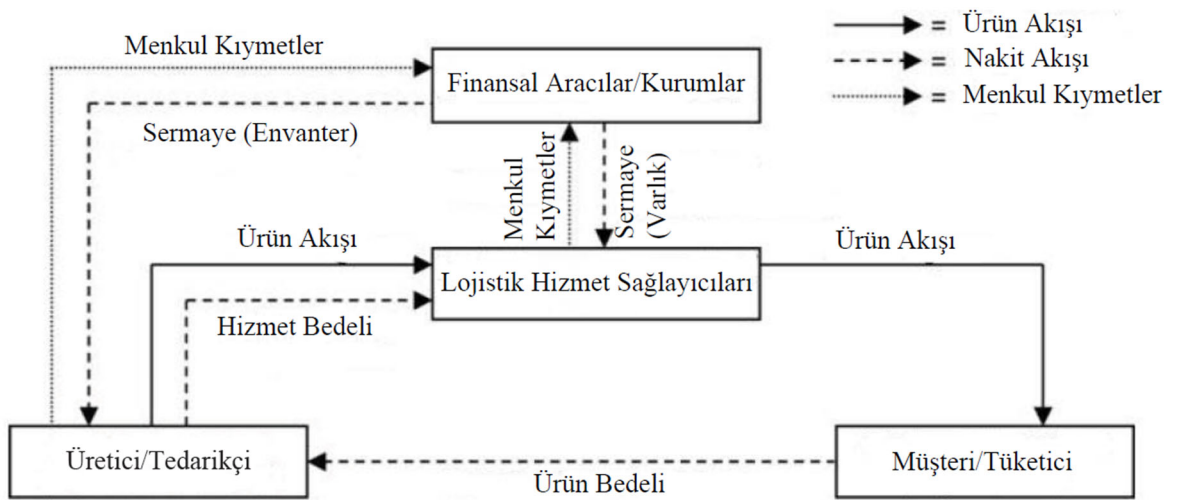 Menkul Kıymetler
Finansal Aracılar/Kurumlar
= Ürün Akışı
= Nakit Akışı
= Menkul Kıymetler
Sermaye (Envanter)
Menkul
Kıymetler
Sermaye
(Varlık)
Ürün Akışı
Ürün Akışı
Lojistik Hizmet Sağlayıcıları
Hizmet Bedeli
Üretici/Tedarikçi
Müşteri/Tüketici
Ürün Bedeli